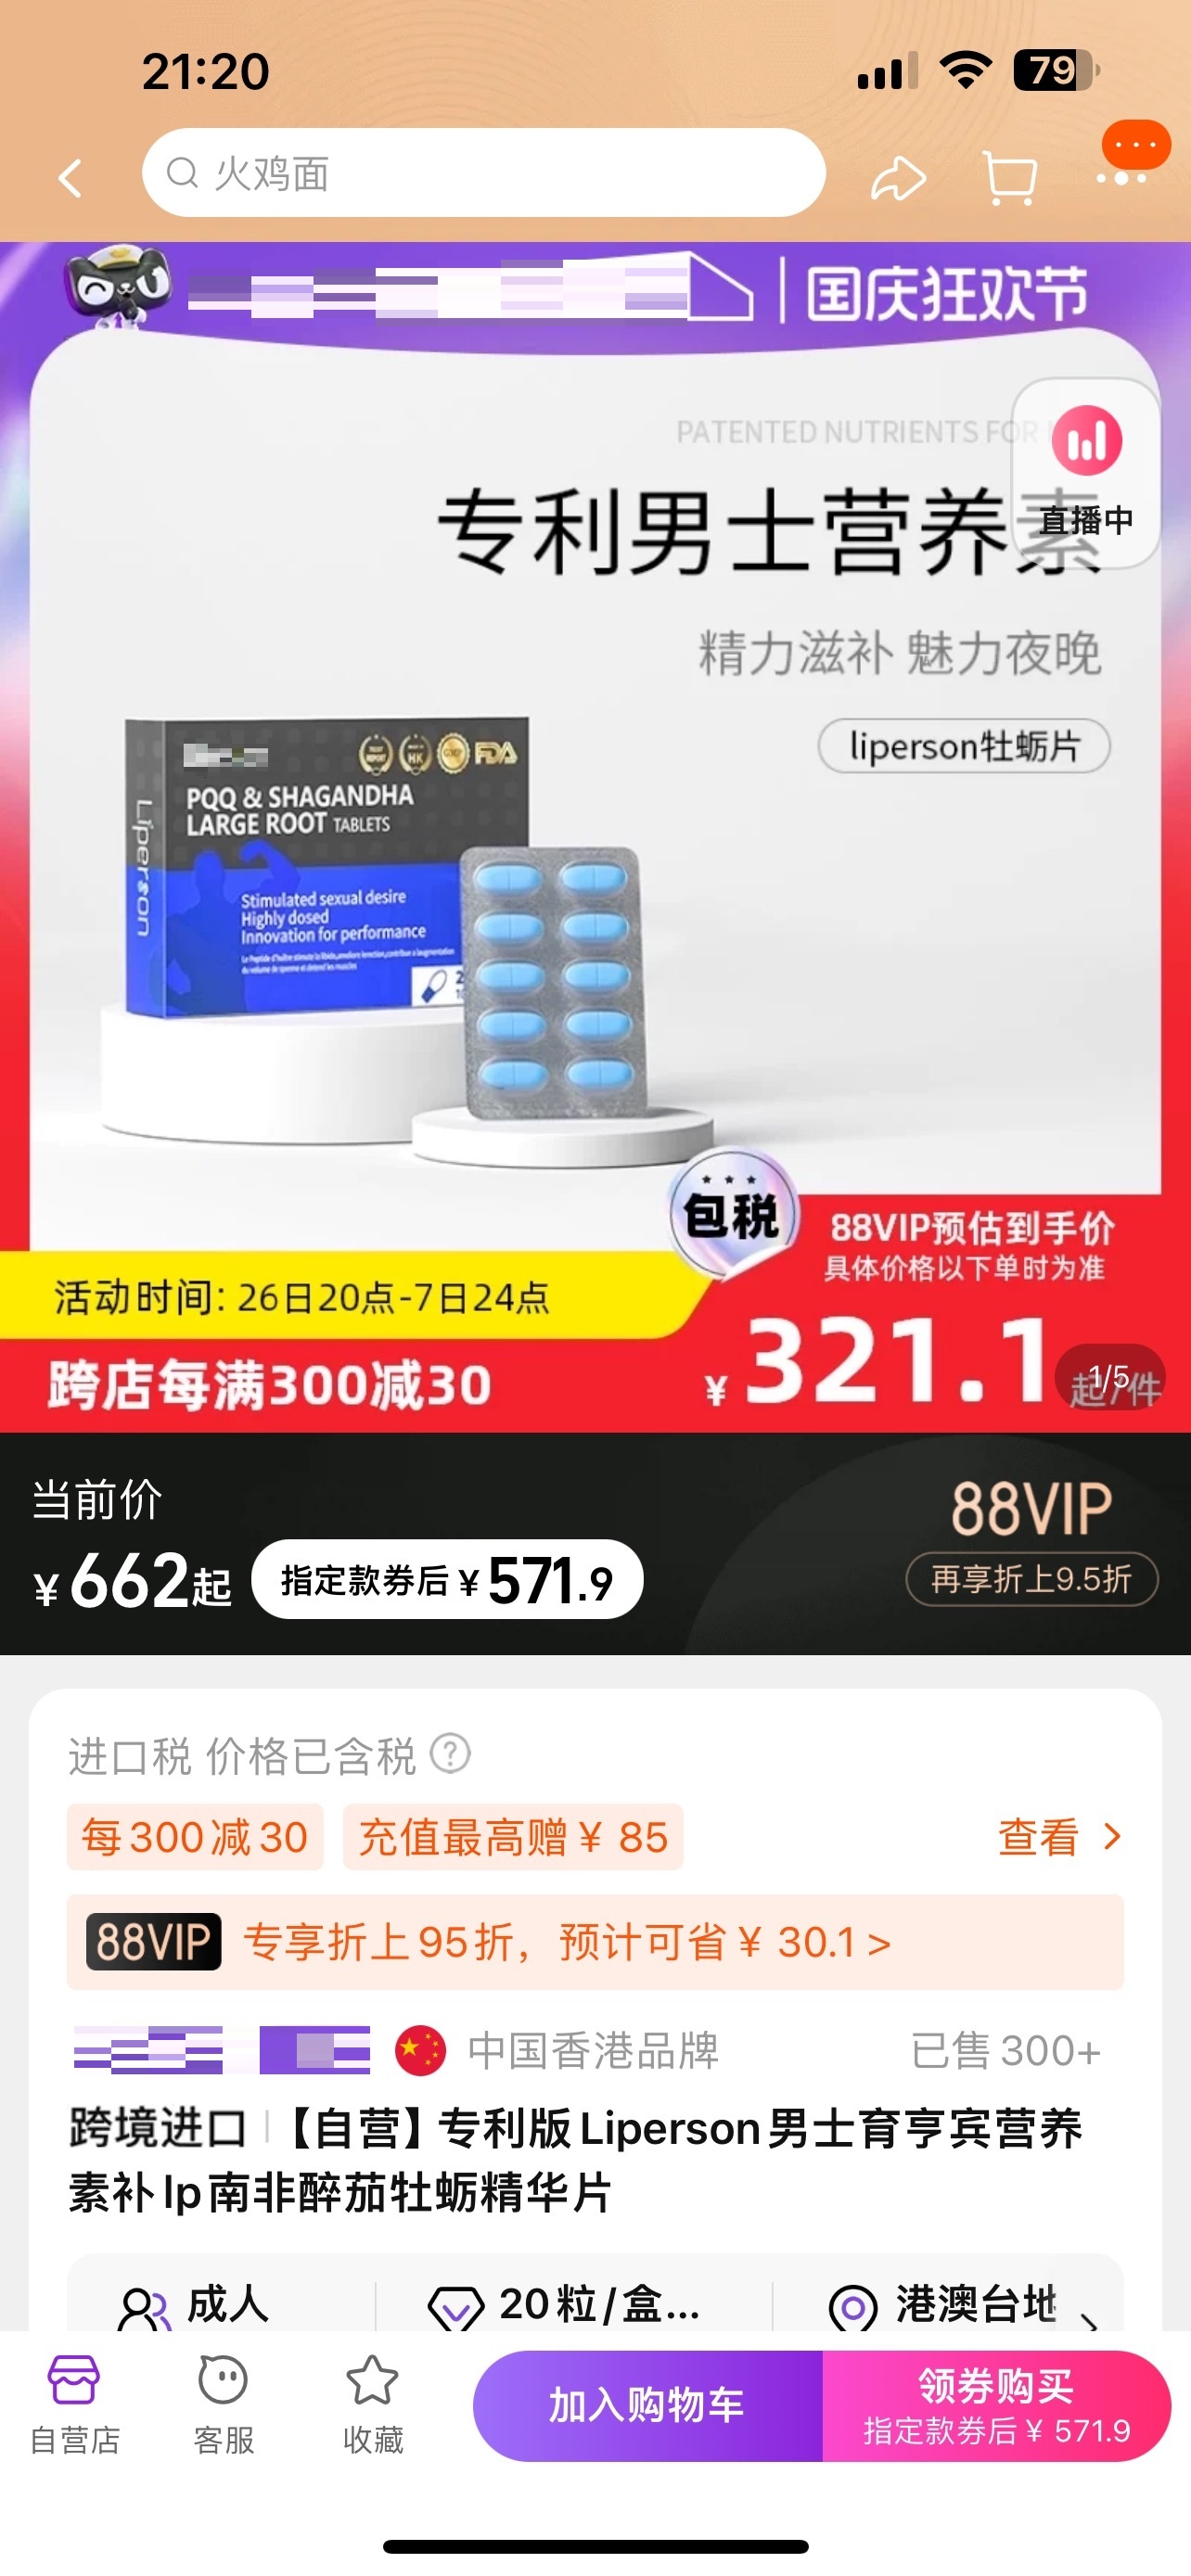 21:20
79
火鸡面
国庆狂欢节
PATENTED NUTRIENTS FOR
专利男士营养素
直播中
精力滋补 魅力夜晚
liperson牡蛎片
FDA
HK
PQQ & SHAGANDHA
LARGE ROOT TABLETS
Liperson
Stimulated sexual desire
Highly dosed
Innovation for performance
包税
88VIP预估到手价
具体价格以下单时为准
活动时间: 26日20点-7日24点
跨店每满300减30
¥ 321.1 起/件
1/5
当前价
¥662起 指定款券后¥571.9
88VIP
再享折上9.5折
进口税 价格已含税 ?
每300减30 充值最高赠¥ 85 查看 >
88VIP 专享折上95折，预计可省¥ 30.1 >
中国香港品牌 已售300+
跨境进口 【自营】专利版Liperson男士育亨宾营养
素补lp南非醉茄牡蛎精华片
成人 20粒/盒... 港澳台地
自营店 客服 收藏
加入购物车
领券购买
指定款券后¥ 571.9